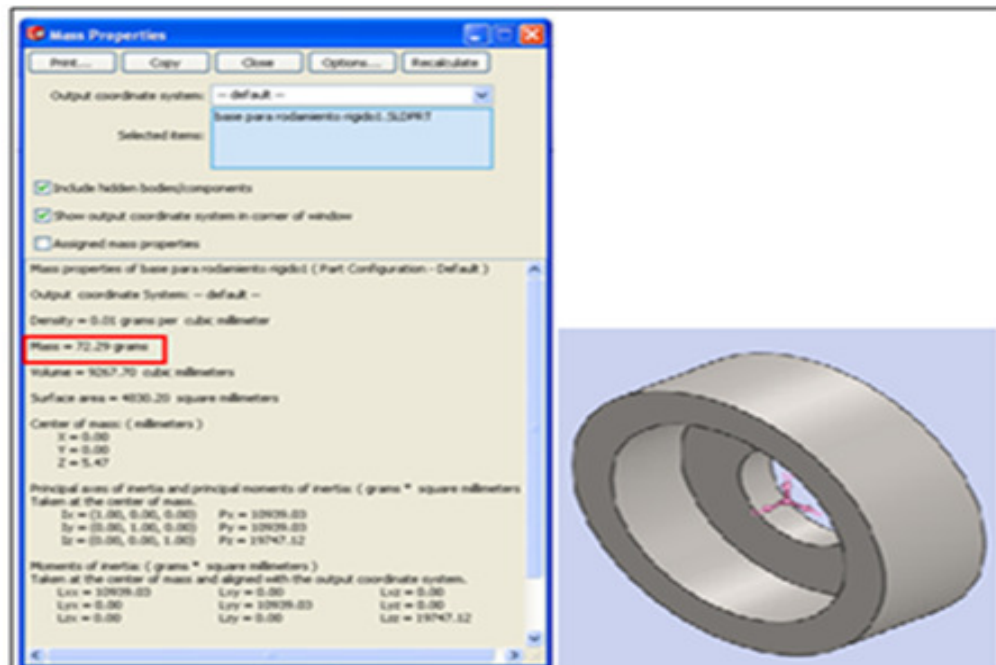 Mass Properties
Print... Copy Close Options... Recalculate
Output coordinate system: -- default --
base para rodamiento rigido1.SLDPRT
Selected items:
Include hidden bodies/components
Show output coordinate system in corner of window
Assigned mass properties
Mass properties of base para rodamiento rigido1 ( Part Configuration - Default )
Output coordinate System: -- default --
Density = 0.01 grams per cubic millimeter
Mass = 72.29 grams
Volume = 9267.70 cubic millimeters
Surface area = 4830.20 square millimeters
Center of mass: ( millimeters )
X = 0.00
Y = 0.00
Z = 5.47
Principal axes of inertia and principal moments of inertia: ( grams * square millimeters
Taken at the center of mass.
Ix = (1.00, 0.00, 0.00) Px = 10939.03
Iy = (0.00, 1.00, 0.00) Py = 10939.03
Iz = (0.00, 0.00, 1.00) Pz = 19747.12
Moments of inertia: ( grams * square millimeters )
Taken at the center of mass and aligned with the output coordinate system.
Lxx = 10939.03 Lxy = 0.00 Lxz = 0.00
Lyx = 0.00 Lyy = 10939.03 Lyz = 0.00
Lzx = 0.00 Lzy = 0.00 Lzz = 19747.12